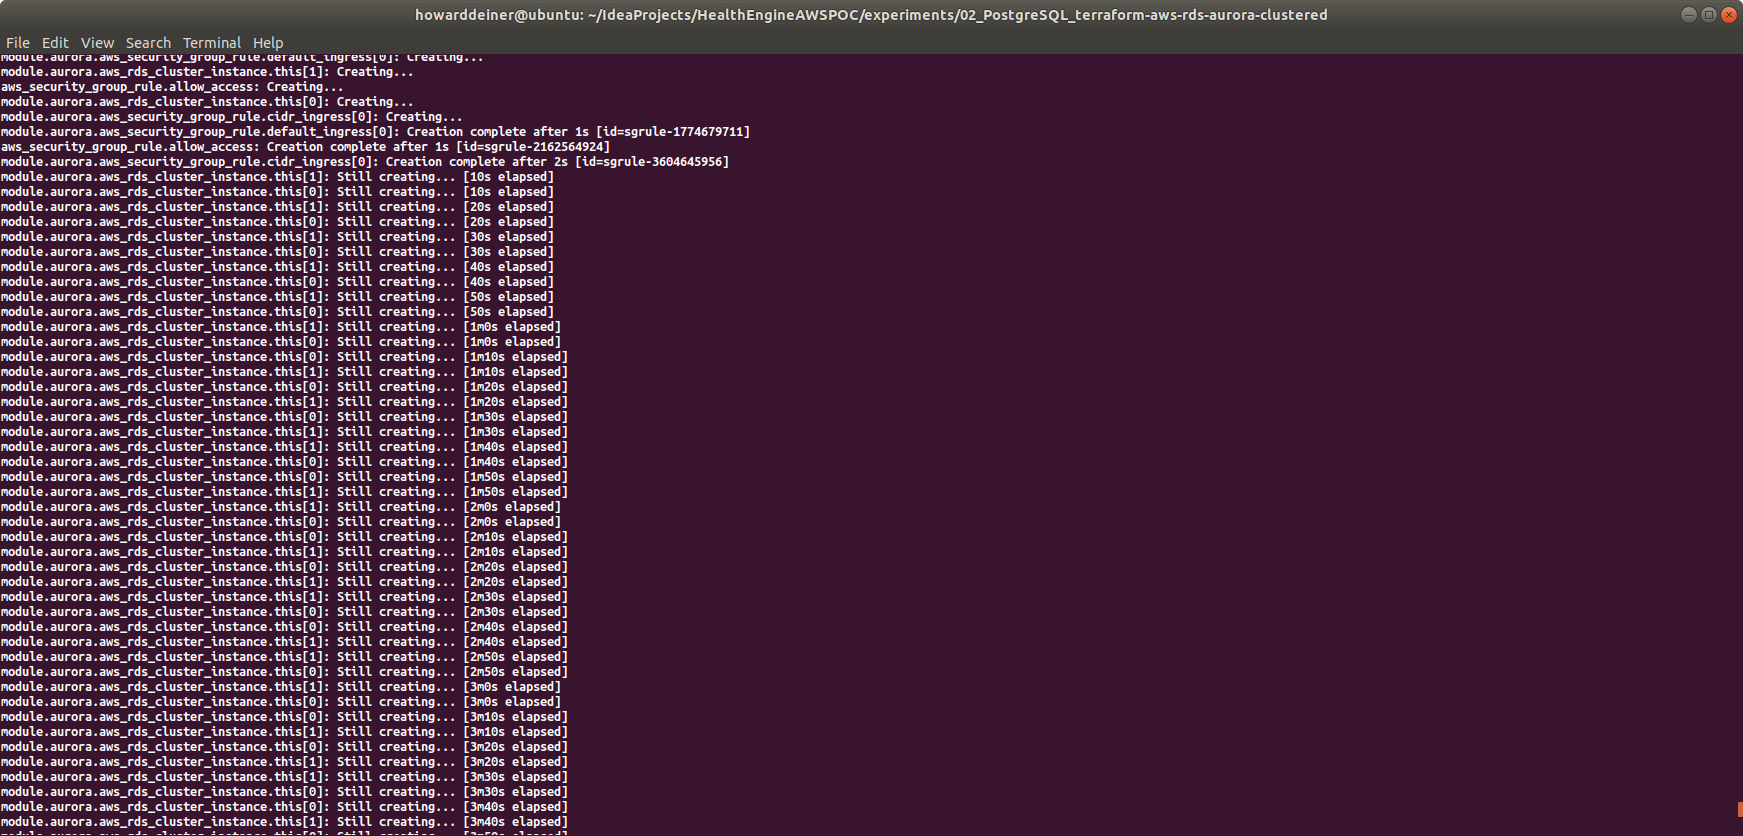 howarddeiner@ubuntu: ~/IdeaProjects/HealthEngineAWSPOC/experiments/02_PostgreSQL_terraform-aws-rds-aurora-clustered
File Edit View Search Terminal Help
module.aurora.aws_security_group_rule.default_ingress[0]: Creating...
module.aurora.aws_rds_cluster_instance.this[1]: Creating...
aws_security_group_rule.allow_access: Creating...
module.aurora.aws_rds_cluster_instance.this[0]: Creating...
module.aurora.aws_security_group_rule.cidr_ingress[0]: Creating...
module.aurora.aws_security_group_rule.default_ingress[0]: Creation complete after 1s [id=sgrule-1774679711]
aws_security_group_rule.allow_access: Creation complete after 1s [id=sgrule-2162564924]
module.aurora.aws_security_group_rule.cidr_ingress[0]: Creation complete after 2s [id=sgrule-3604645956]
module.aurora.aws_rds_cluster_instance.this[1]: Still creating... [10s elapsed]
module.aurora.aws_rds_cluster_instance.this[0]: Still creating... [10s elapsed]
module.aurora.aws_rds_cluster_instance.this[1]: Still creating... [20s elapsed]
module.aurora.aws_rds_cluster_instance.this[0]: Still creating... [20s elapsed]
module.aurora.aws_rds_cluster_instance.this[1]: Still creating... [30s elapsed]
module.aurora.aws_rds_cluster_instance.this[0]: Still creating... [30s elapsed]
module.aurora.aws_rds_cluster_instance.this[1]: Still creating... [40s elapsed]
module.aurora.aws_rds_cluster_instance.this[0]: Still creating... [40s elapsed]
module.aurora.aws_rds_cluster_instance.this[1]: Still creating... [50s elapsed]
module.aurora.aws_rds_cluster_instance.this[0]: Still creating... [50s elapsed]
module.aurora.aws_rds_cluster_instance.this[1]: Still creating... [1m0s elapsed]
module.aurora.aws_rds_cluster_instance.this[0]: Still creating... [1m0s elapsed]
module.aurora.aws_rds_cluster_instance.this[0]: Still creating... [1m10s elapsed]
module.aurora.aws_rds_cluster_instance.this[1]: Still creating... [1m10s elapsed]
module.aurora.aws_rds_cluster_instance.this[0]: Still creating... [1m20s elapsed]
module.aurora.aws_rds_cluster_instance.this[1]: Still creating... [1m20s elapsed]
module.aurora.aws_rds_cluster_instance.this[0]: Still creating... [1m30s elapsed]
module.aurora.aws_rds_cluster_instance.this[1]: Still creating... [1m30s elapsed]
module.aurora.aws_rds_cluster_instance.this[1]: Still creating... [1m40s elapsed]
module.aurora.aws_rds_cluster_instance.this[0]: Still creating... [1m40s elapsed]
module.aurora.aws_rds_cluster_instance.this[0]: Still creating... [1m50s elapsed]
module.aurora.aws_rds_cluster_instance.this[1]: Still creating... [1m50s elapsed]
module.aurora.aws_rds_cluster_instance.this[1]: Still creating... [2m0s elapsed]
module.aurora.aws_rds_cluster_instance.this[0]: Still creating... [2m0s elapsed]
module.aurora.aws_rds_cluster_instance.this[0]: Still creating... [2m10s elapsed]
module.aurora.aws_rds_cluster_instance.this[1]: Still creating... [2m10s elapsed]
module.aurora.aws_rds_cluster_instance.this[0]: Still creating... [2m20s elapsed]
module.aurora.aws_rds_cluster_instance.this[1]: Still creating... [2m20s elapsed]
module.aurora.aws_rds_cluster_instance.this[1]: Still creating... [2m30s elapsed]
module.aurora.aws_rds_cluster_instance.this[0]: Still creating... [2m30s elapsed]
module.aurora.aws_rds_cluster_instance.this[0]: Still creating... [2m40s elapsed]
module.aurora.aws_rds_cluster_instance.this[1]: Still creating... [2m40s elapsed]
module.aurora.aws_rds_cluster_instance.this[1]: Still creating... [2m50s elapsed]
module.aurora.aws_rds_cluster_instance.this[0]: Still creating... [2m50s elapsed]
module.aurora.aws_rds_cluster_instance.this[1]: Still creating... [3m0s elapsed]
module.aurora.aws_rds_cluster_instance.this[0]: Still creating... [3m0s elapsed]
module.aurora.aws_rds_cluster_instance.this[0]: Still creating... [3m10s elapsed]
module.aurora.aws_rds_cluster_instance.this[1]: Still creating... [3m10s elapsed]
module.aurora.aws_rds_cluster_instance.this[0]: Still creating... [3m20s elapsed]
module.aurora.aws_rds_cluster_instance.this[1]: Still creating... [3m20s elapsed]
module.aurora.aws_rds_cluster_instance.this[1]: Still creating... [3m30s elapsed]
module.aurora.aws_rds_cluster_instance.this[0]: Still creating... [3m30s elapsed]
module.aurora.aws_rds_cluster_instance.this[0]: Still creating... [3m40s elapsed]
module.aurora.aws_rds_cluster_instance.this[1]: Still creating... [3m40s elapsed]